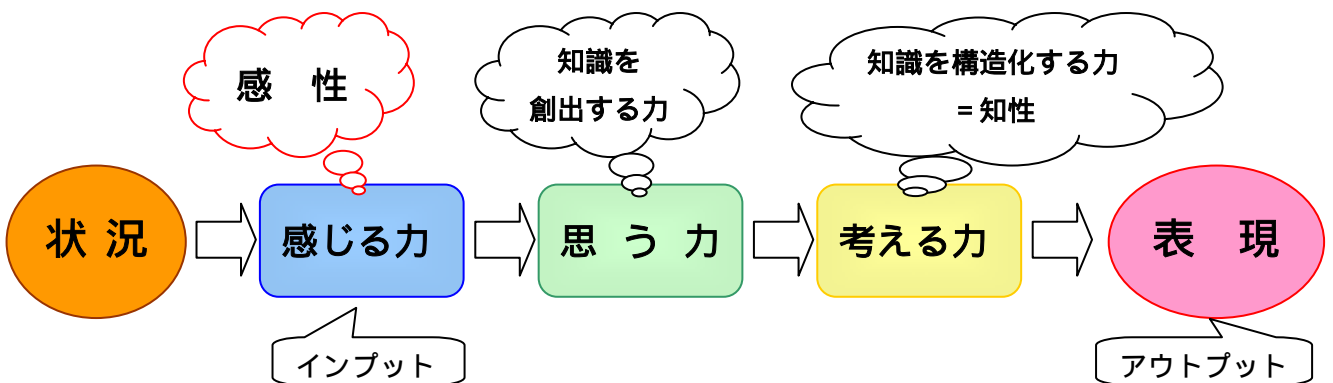 感 性
知識を
創出する力
知識を構造化する力
= 知性
状 況
感じる力
思 う 力
考える力
表 現
インプット
アウトプット